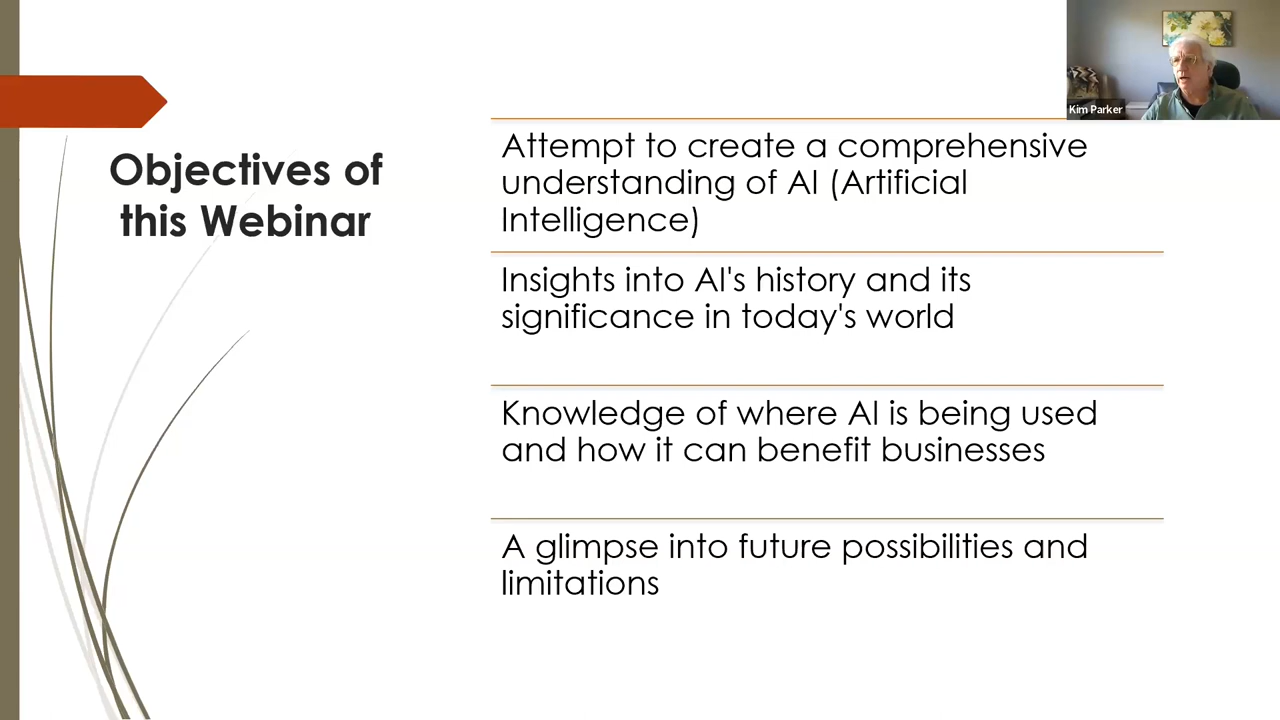 Kim Parker
Objectives of
this Webinar
Attempt to create a comprehensive
understanding of AI (Artificial
Intelligence)
Insights into AI's history and its
significance in today's world
Knowledge of where AI is being used
and how it can benefit businesses
A glimpse into future possibilities and
limitations